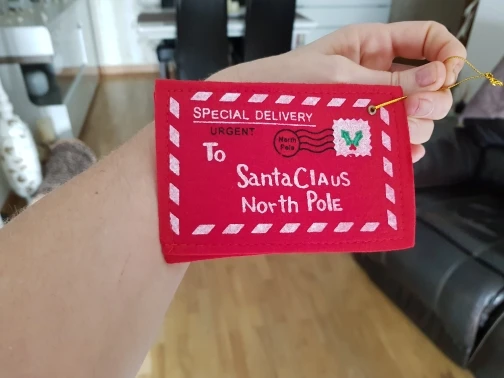 SPECIAL DELIVERY
URGENT
North
Pole
To
SantaClaus
North Pole